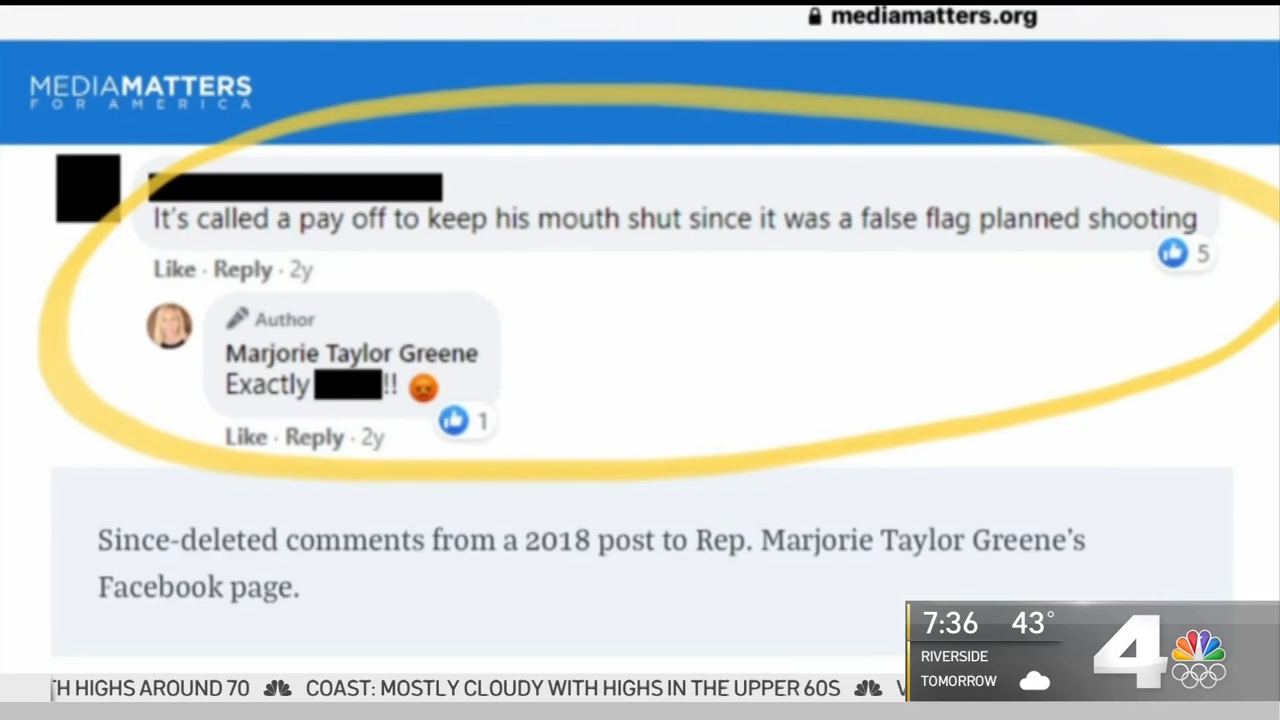 mediamatters.org
MEDIAMATTERS
FOR AMERICA
It's called a pay off to keep his mouth shut since it was a false flag planned shooting
5
Like · Reply · 2y
Author
Marjorie Taylor Greene
Exactly !!
1
Like · Reply · 2y
Since-deleted comments from a 2018 post to Rep. Marjorie Taylor Greene's
Facebook page.
7:36 43°
RIVERSIDE
TOMORROW
4
TH HIGHS AROUND 70 COAST: MOSTLY CLOUDY WITH HIGHS IN THE UPPER 60S